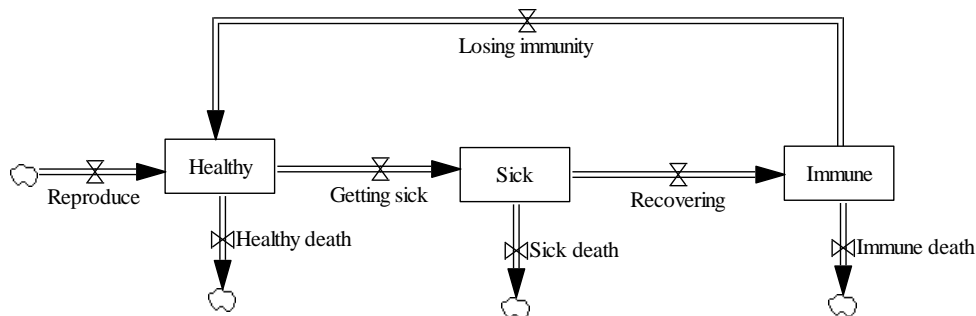 Losing immunity
Healthy
Sick
Immune
Reproduce
Getting sick
Recovering
Healthy death
Sick death
Immune death